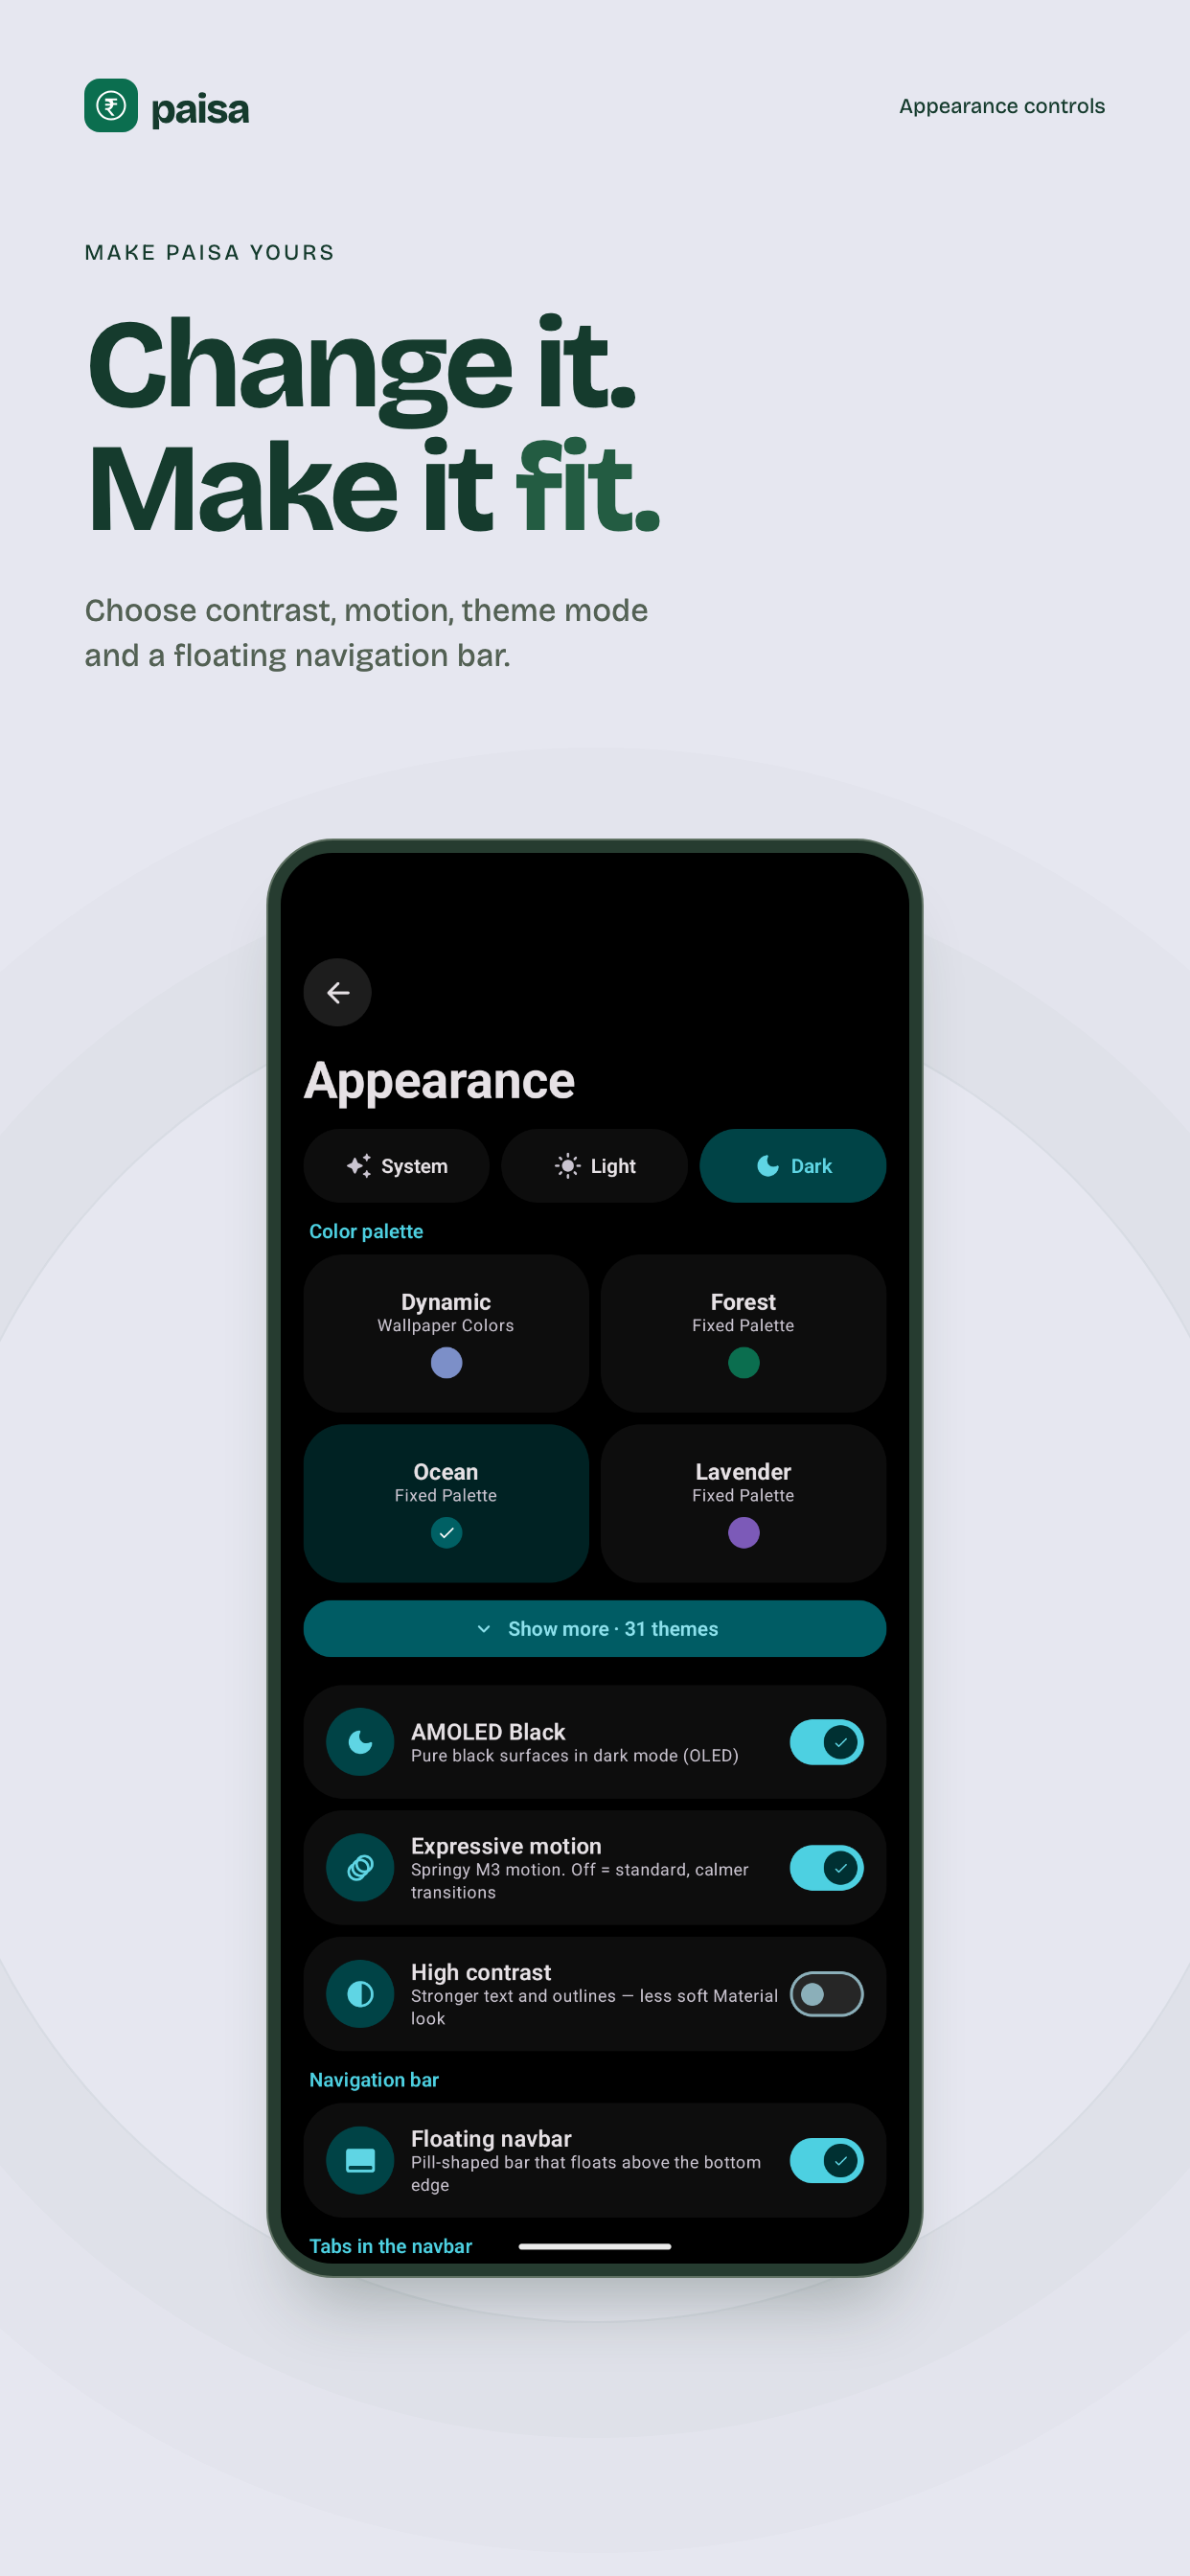 ₹ paisa
Appearance controls
MAKE PAISA YOURS
Change it.
Make it fit.
Choose contrast, motion, theme mode
and a floating navigation bar.
Appearance
System
Light
Dark
Color palette
Dynamic
Wallpaper Colors
Forest
Fixed Palette
Ocean
Fixed Palette
Lavender
Fixed Palette
Show more · 31 themes
AMOLED Black
Pure black surfaces in dark mode (OLED)
Expressive motion
Springy M3 motion. Off = standard, calmer
transitions
High contrast
Stronger text and outlines — less soft Material
look
Navigation bar
Floating navbar
Pill-shaped bar that floats above the bottom
edge
Tabs in the navbar